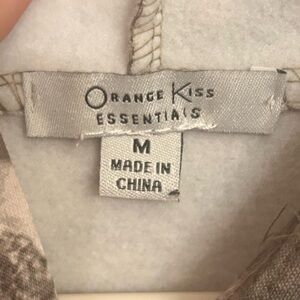 ORANGE KISS
ESSENTIALS
M
MADE IN
CHINA